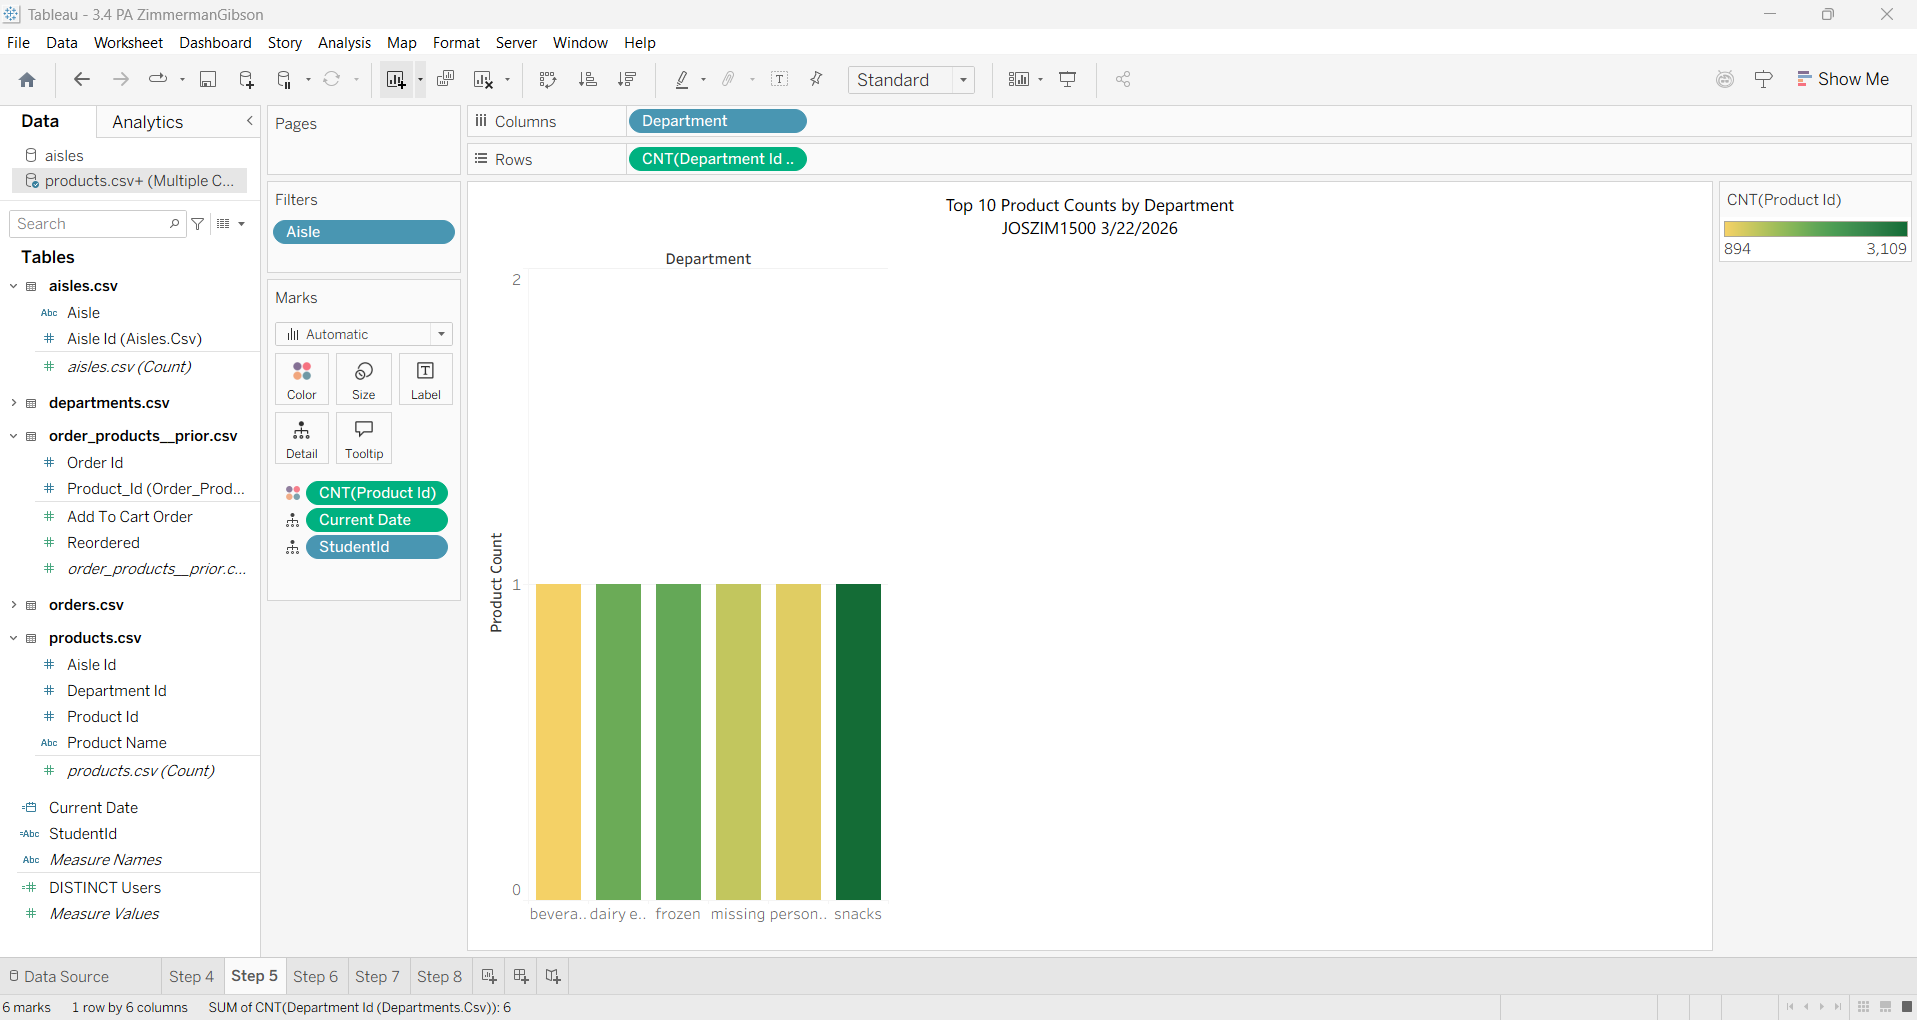 Tableau - 3.4 PA ZimmermanGibson
File Data Worksheet Dashboard Story Analysis Map Format Server Window Help
Standard
Show Me
Data Analytics
aisles
products.csv+ (Multiple C...
Search
Tables
aisles.csv
Abc Aisle
# Aisle Id (Aisles.Csv)
# aisles.csv (Count)
departments.csv
order_products__prior.csv
# Order Id
# Product_Id (Order_Prod...
# Add To Cart Order
# Reordered
# order_products__prior.c...
orders.csv
products.csv
# Aisle Id
# Department Id
# Product Id
Abc Product Name
# products.csv (Count)
Current Date
=Abc StudentId
Abc Measure Names
=# DISTINCT Users
# Measure Values
Pages
Filters
Aisle
Marks
Automatic
Color Size Label
Detail Tooltip
CNT(Product Id)
Current Date
StudentId
Columns Department
Rows CNT(Department Id ..
Top 10 Product Counts by Department
JOSZIM1500 3/22/2026
Department
2
1
0
Product Count
bevera.. dairy e.. frozen missing person.. snacks
CNT(Product Id)
894 3,109
Data Source Step 4 Step 5 Step 6 Step 7 Step 8
6 marks 1 row by 6 columns SUM of CNT(Department Id (Departments.Csv)): 6